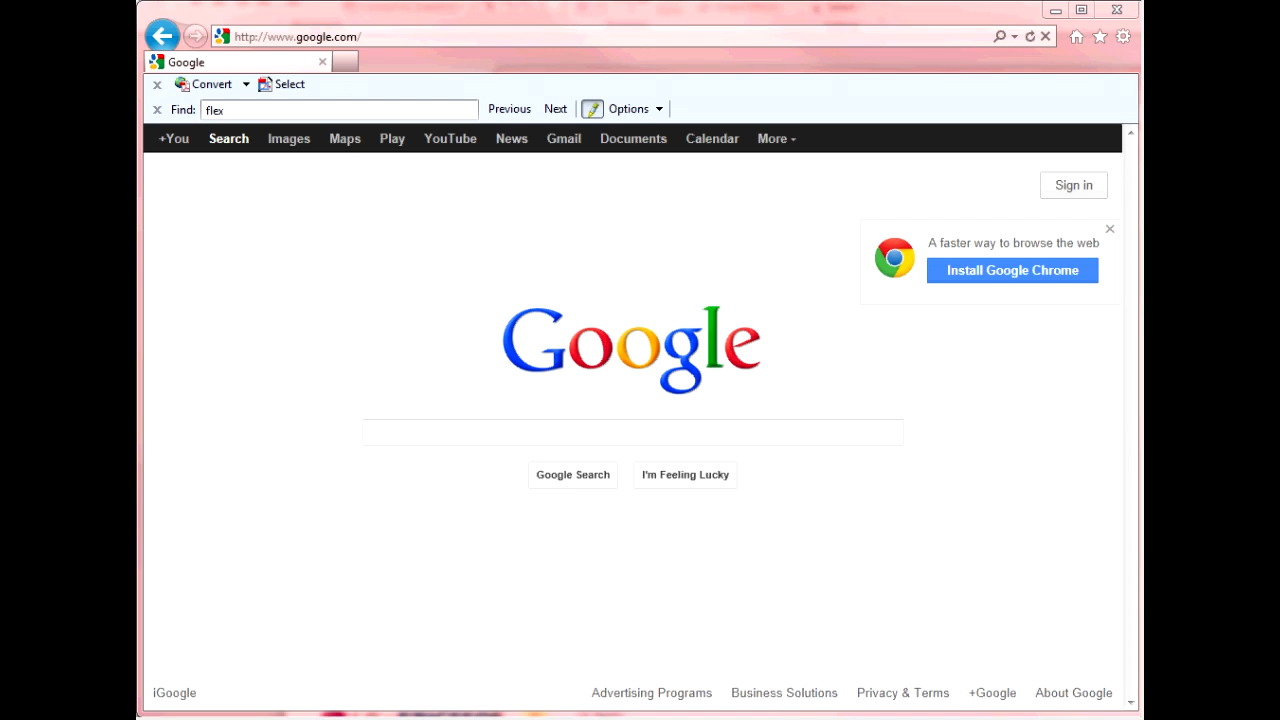 http://www.google.com/
Google
Convert Select
Find: flex Previous Next Options
+You Search Images Maps Play YouTube News Gmail Documents Calendar More
Sign in
A faster way to browse the web
Install Google Chrome
Google
Google Search I'm Feeling Lucky
iGoogle Advertising Programs Business Solutions Privacy & Terms +Google About Google